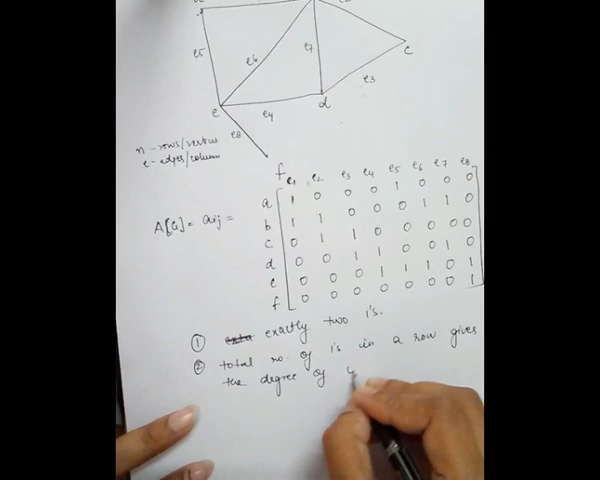 e5
e6
e7
c
e3
e
e4
d
e8
n - rows/vertices
e - edges/column
f
e1 e2 e3 e4 e5 e6 e7 e8
a 1 0 0 0 1 0 0 0
A[G] = aij =
b 1 1 0 0 0 1 1 0
c 0 1 1 0 0 0 0 0
d 0 0 1 1 0 0 1 0
e 0 0 0 1 1 1 0 1
f 0 0 0 0 0 0 0 1
① exactly two 1's.
② total no. of 1's in a row gives
the degree of